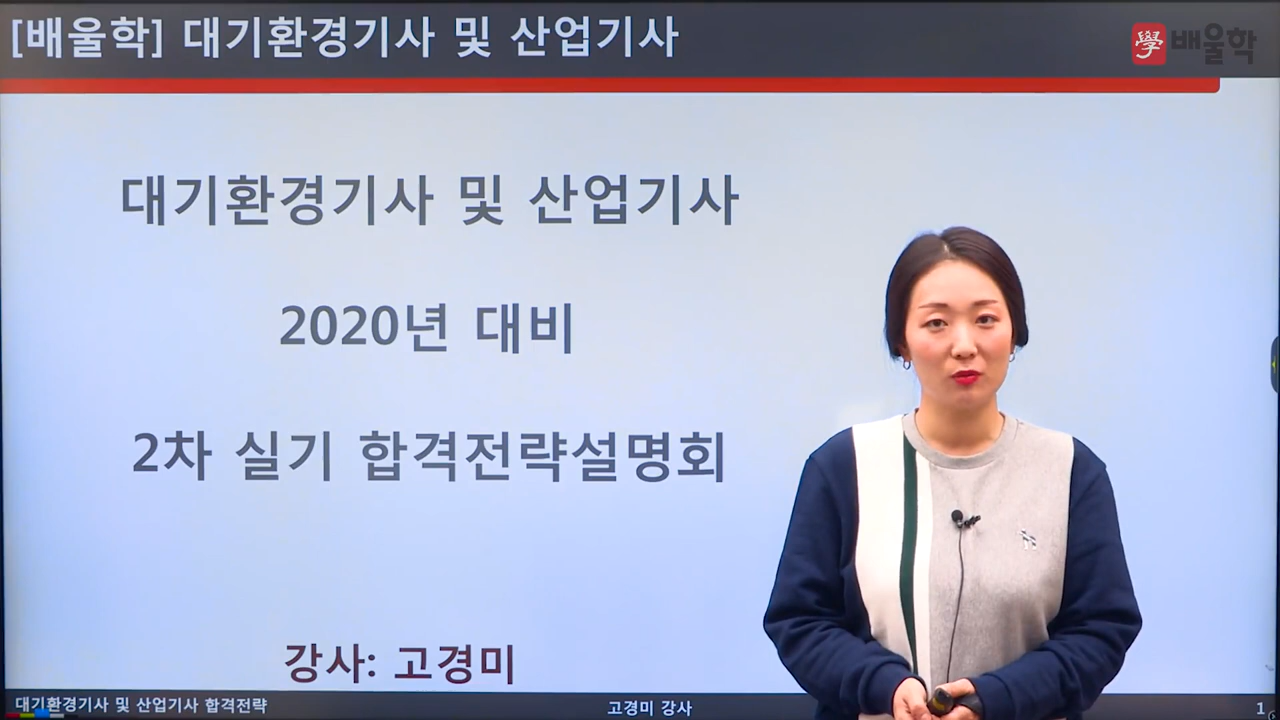 [배울학] 대기환경기사 및 산업기사
學 배울학
대기환경기사 및 산업기사
2020년 대비
2차 실기 합격전략설명회
강사: 고경미
대기환경기사 및 산업기사 합격전략
고경미 강사
1